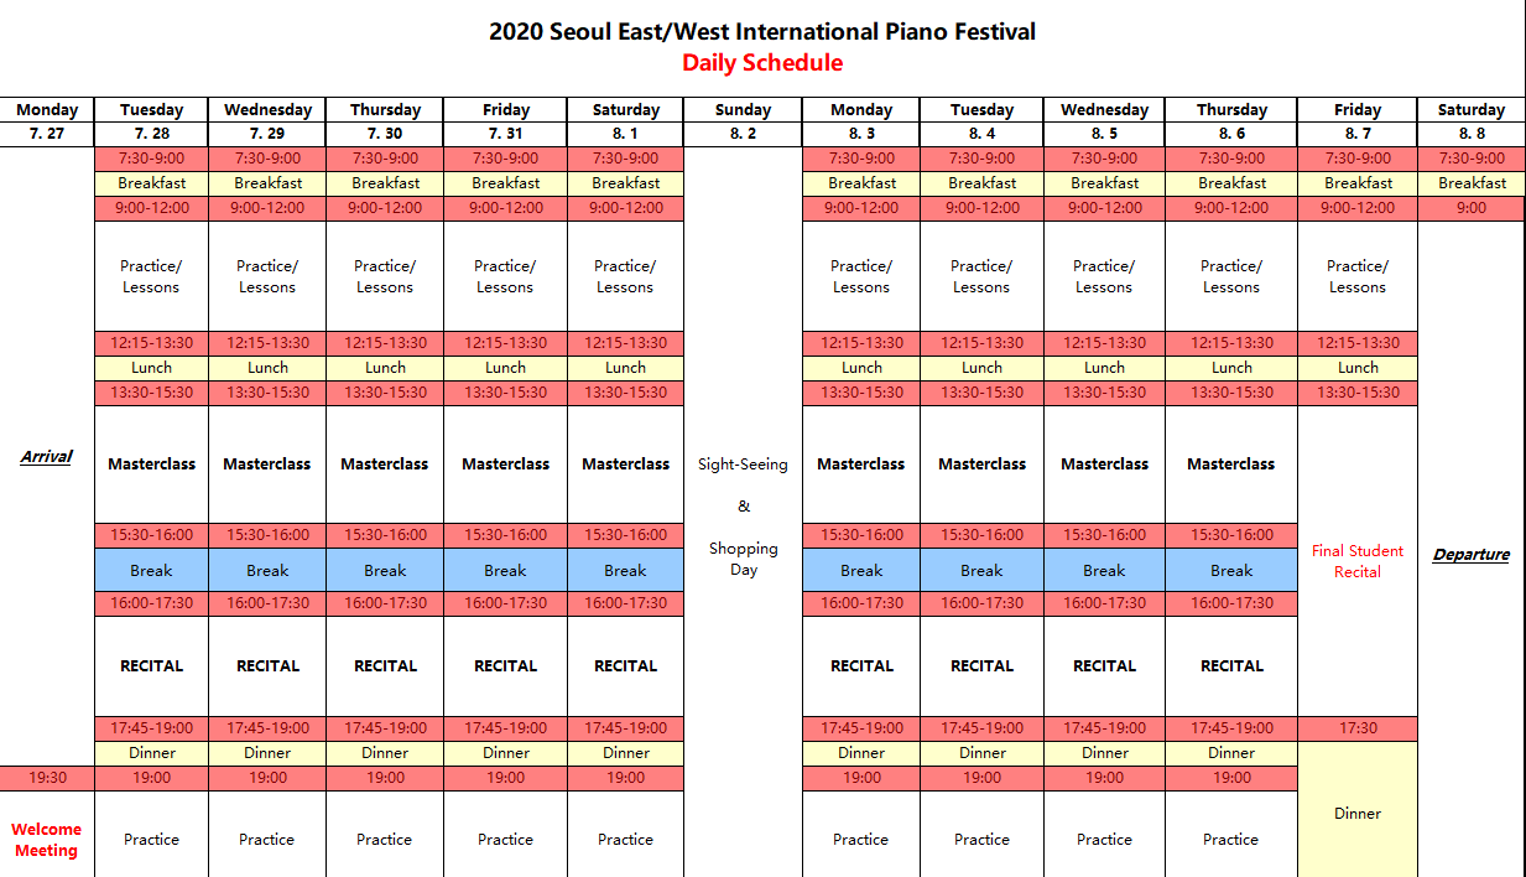 2020 Seoul East/West International Piano Festival
Daily Schedule
Monday Tuesday Wednesday Thursday Friday Saturday Sunday Monday Tuesday Wednesday Thursday Friday Saturday
7. 27 7. 28 7. 29 7. 30 7. 31 8. 1 8. 2 8. 3 8. 4 8. 5 8. 6 8. 7 8. 8
7:30-9:00 7:30-9:00 7:30-9:00 7:30-9:00 7:30-9:00 7:30-9:00 7:30-9:00 7:30-9:00 7:30-9:00 7:30-9:00 7:30-9:00
Breakfast Breakfast Breakfast Breakfast Breakfast Breakfast Breakfast Breakfast Breakfast Breakfast Breakfast
9:00-12:00 9:00-12:00 9:00-12:00 9:00-12:00 9:00-12:00 9:00-12:00 9:00-12:00 9:00-12:00 9:00-12:00 9:00-12:00 9:00
Practice/ Practice/ Practice/ Practice/ Practice/ Practice/ Practice/ Practice/ Practice/ Practice/
Lessons Lessons Lessons Lessons Lessons Lessons Lessons Lessons Lessons Lessons
12:15-13:30 12:15-13:30 12:15-13:30 12:15-13:30 12:15-13:30 12:15-13:30 12:15-13:30 12:15-13:30 12:15-13:30 12:15-13:30
Lunch Lunch Lunch Lunch Lunch Lunch Lunch Lunch Lunch Lunch
13:30-15:30 13:30-15:30 13:30-15:30 13:30-15:30 13:30-15:30 13:30-15:30 13:30-15:30 13:30-15:30 13:30-15:30 13:30-15:30
Arrival Masterclass Masterclass Masterclass Masterclass Masterclass Sight-Seeing Masterclass Masterclass Masterclass Masterclass
&
15:30-16:00 15:30-16:00 15:30-16:00 15:30-16:00 15:30-16:00 15:30-16:00 15:30-16:00 15:30-16:00 15:30-16:00
Shopping Final Student Departure
Break Break Break Break Break Day Break Break Break Break Recital
16:00-17:30 16:00-17:30 16:00-17:30 16:00-17:30 16:00-17:30 16:00-17:30 16:00-17:30 16:00-17:30 16:00-17:30
RECITAL RECITAL RECITAL RECITAL RECITAL RECITAL RECITAL RECITAL RECITAL
17:45-19:00 17:45-19:00 17:45-19:00 17:45-19:00 17:45-19:00 17:45-19:00 17:45-19:00 17:45-19:00 17:45-19:00 17:30
Dinner Dinner Dinner Dinner Dinner Dinner Dinner Dinner Dinner
19:30 19:00 19:00 19:00 19:00 19:00 19:00 19:00 19:00 19:00
Dinner
Welcome Practice Practice Practice Practice Practice Practice Practice Practice Practice
Meeting